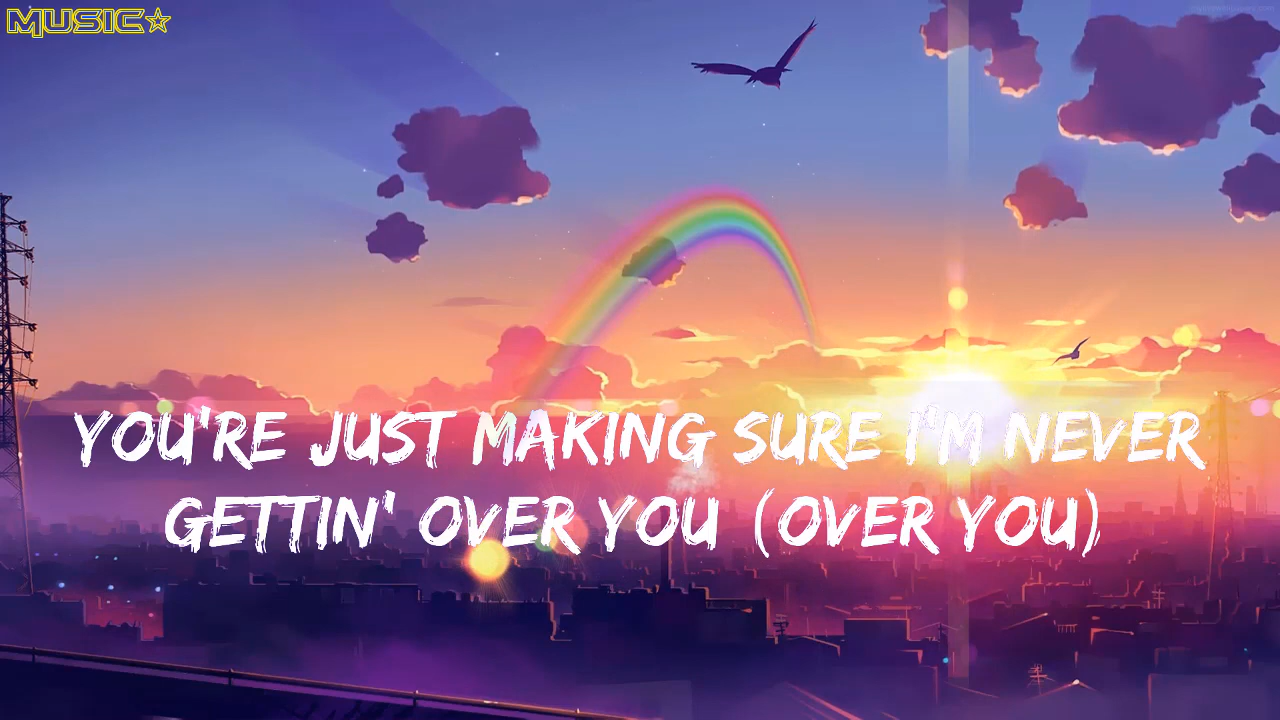 MUSIC☆
YOU'RE JUST MAKING SURE I'M NEVER
GETTIN' OVER YOU (OVER YOU)